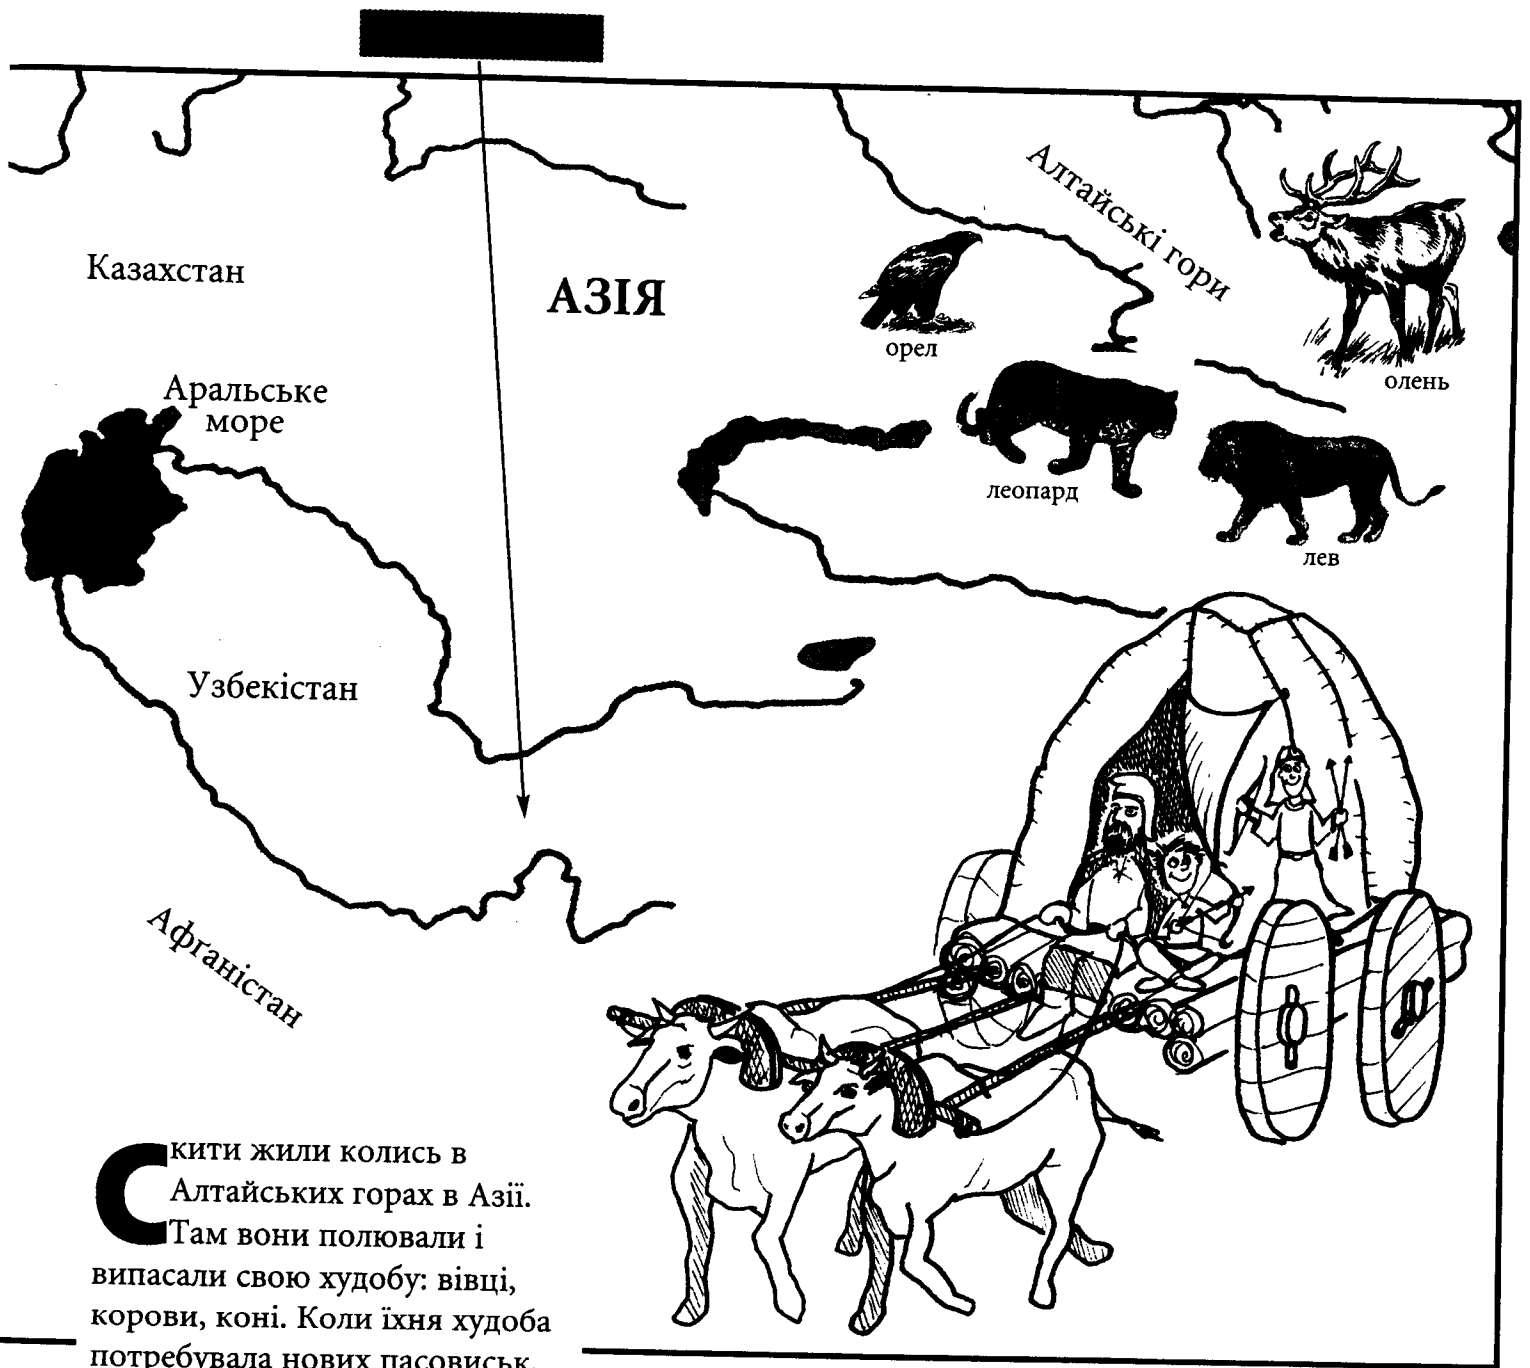 Казахстан
АЗІЯ
Алтайські гори
орел
олень
Аральське
море
леопард
лев
Узбекістан
Афґаністан
Скити жили колись в
Алтайських горах в Азії.
Там вони полювали і
випасали свою худобу: вівці,
корови, коні. Коли їхня худоба
потребувала нових пасовиськ,